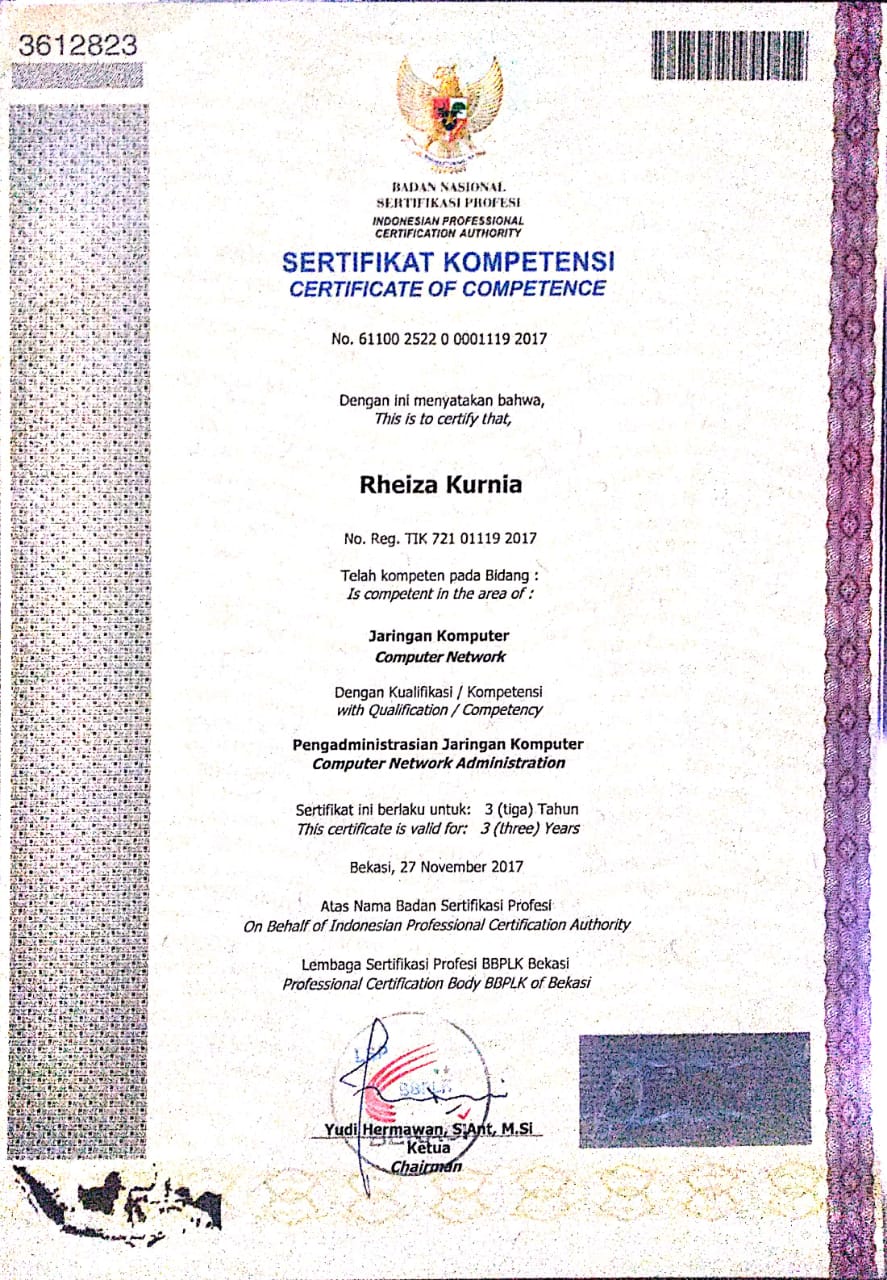 3612823
BADAN NASIONAL
SERTIFIKASI PROFESI
INDONESIAN PROFESSIONAL
CERTIFICATION AUTHORITY
SERTIFIKAT KOMPETENSI
CERTIFICATE OF COMPETENCE
No. 61100 2522 0 0001119 2017
Dengan ini menyatakan bahwa,
This is to certify that,
Rheiza Kurnia
No. Reg. TIK 721 01119 2017
Telah kompeten pada Bidang :
Is competent in the area of :
Jaringan Komputer
Computer Network
Dengan Kualifikasi / Kompetensi
with Qualification / Competency
Pengadministrasian Jaringan Komputer
Computer Network Administration
Sertifikat ini berlaku untuk: 3 (tiga) Tahun
This certificate is valid for: 3 (three) Years
Bekasi, 27 November 2017
Atas Nama Badan Sertifikasi Profesi
On Behalf of Indonesian Professional Certification Authority
Lembaga Sertifikasi Profesi BBPLK Bekasi
Professional Certification Body BBPLK of Bekasi
LSP
BBPLK
Yudi Hermawan, S.Ant, M.Si
Ketua
Chairman